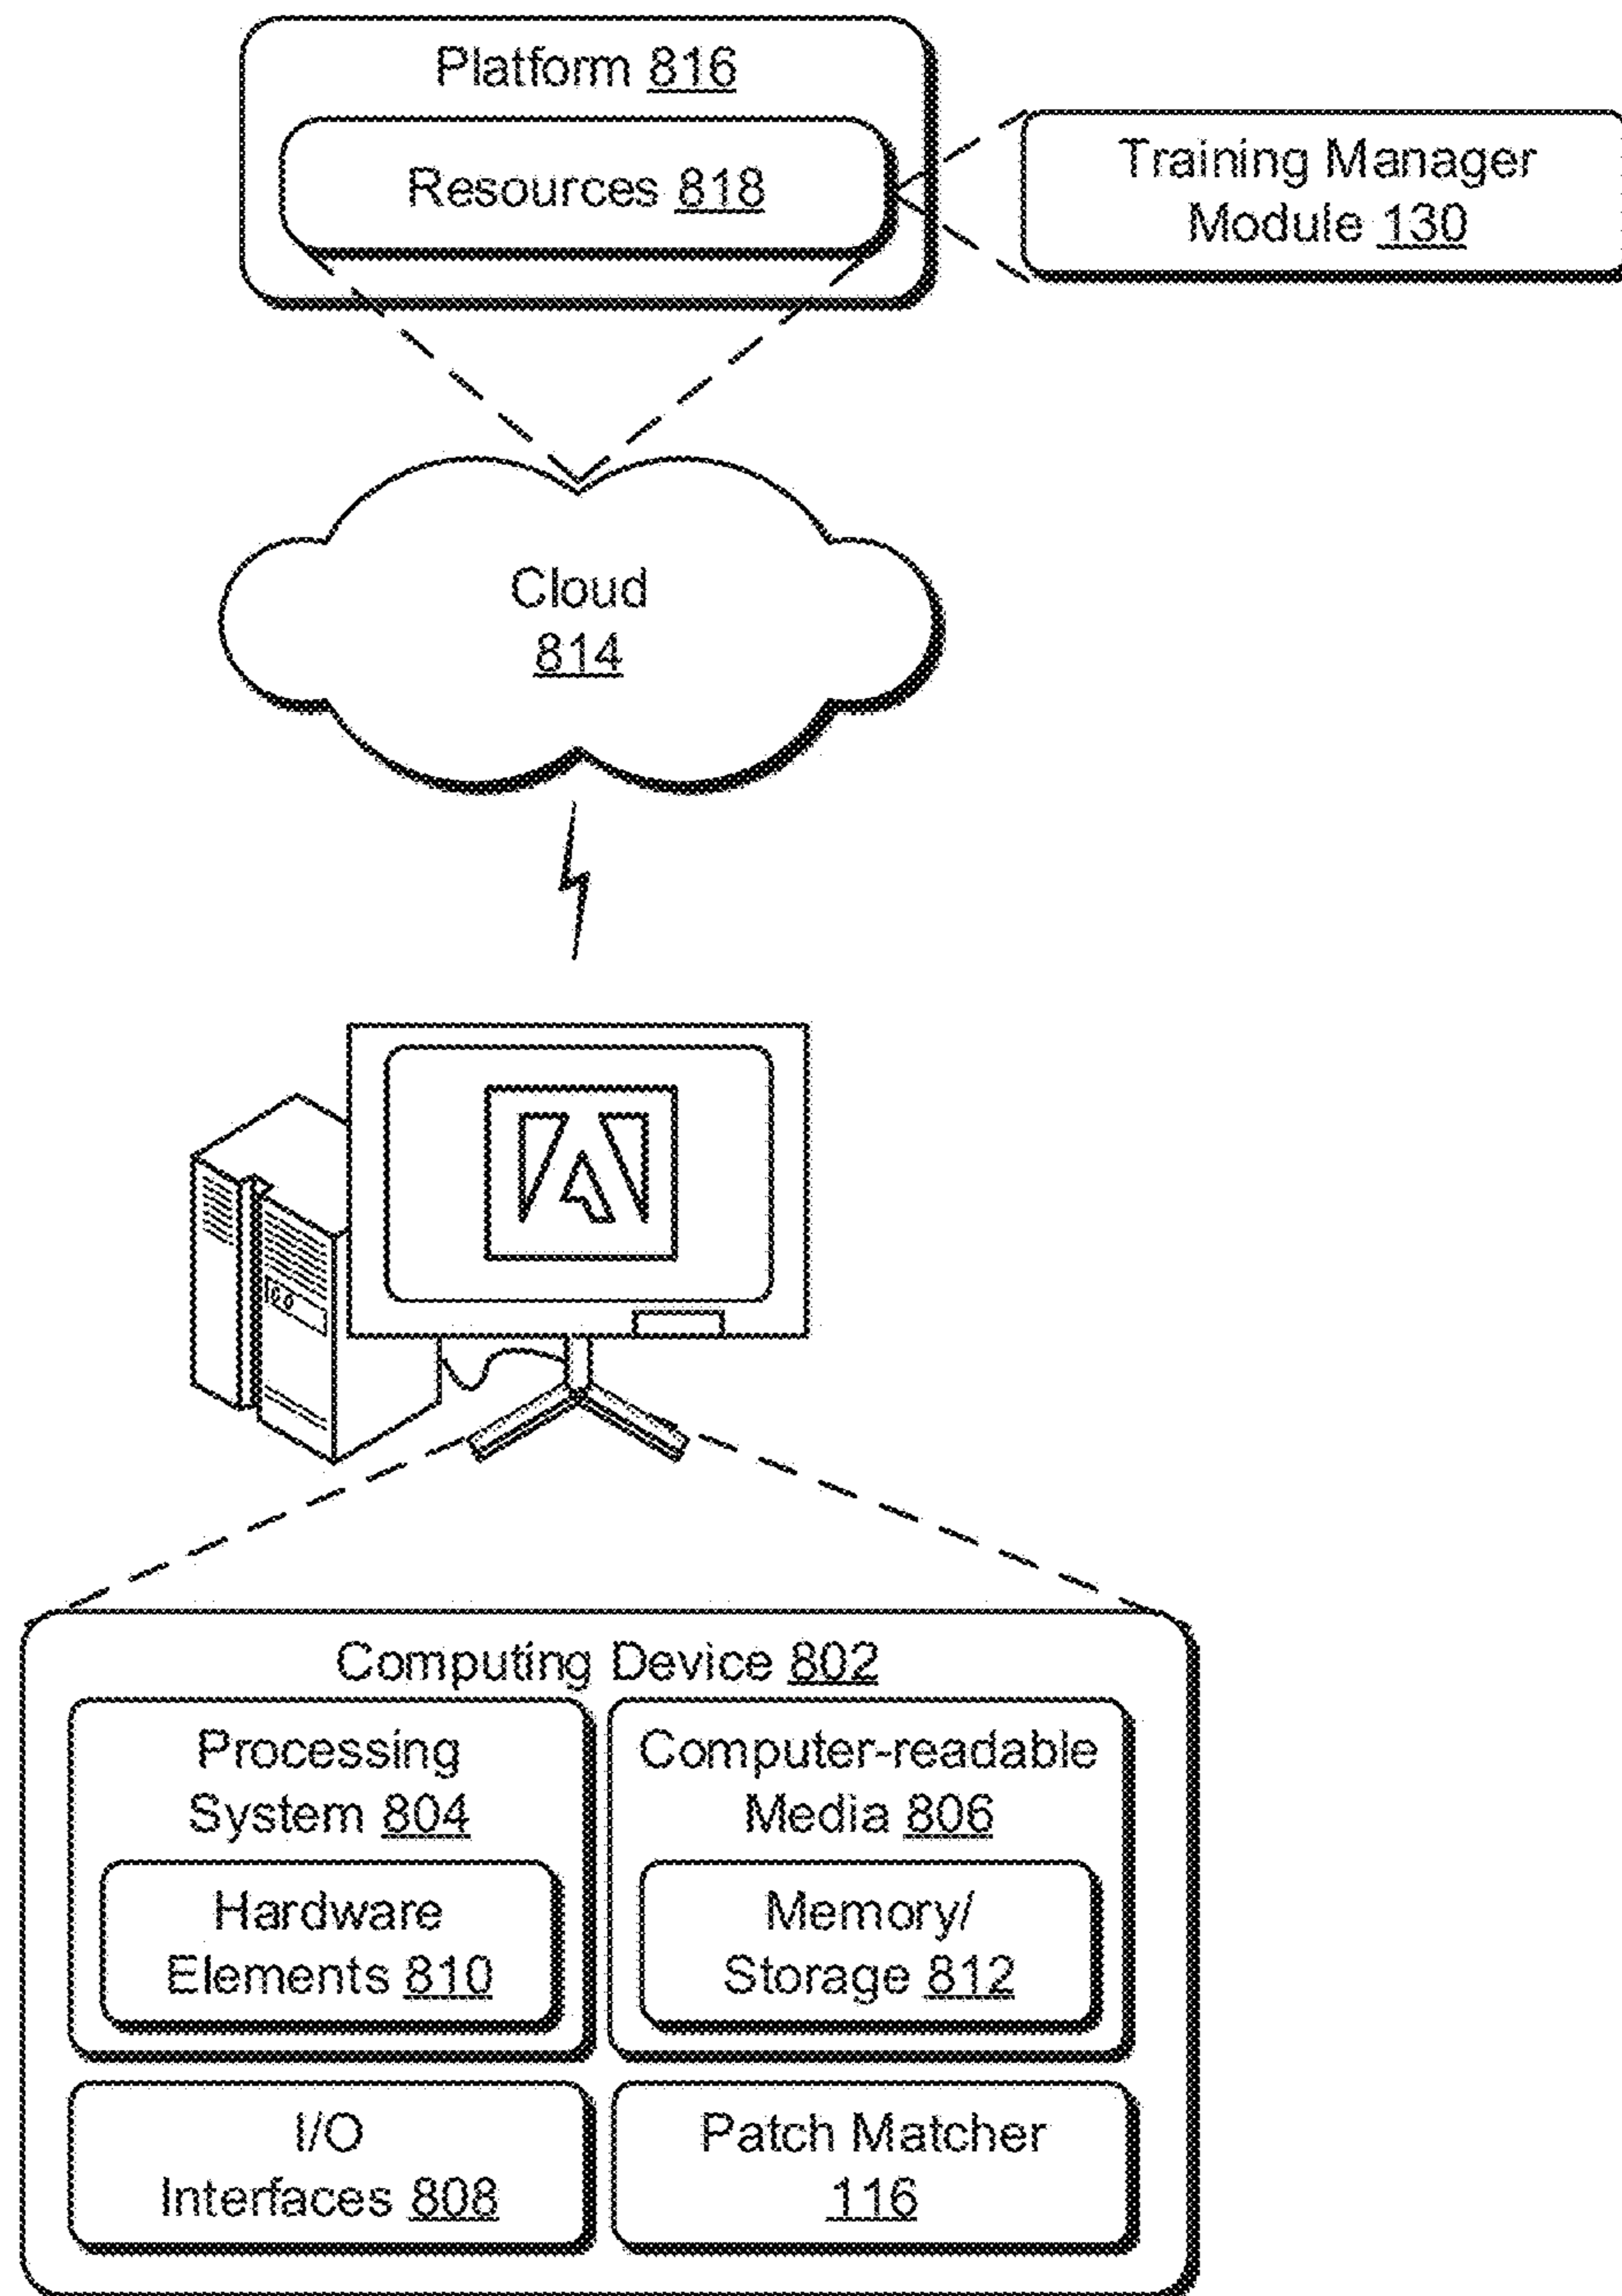 Platform 816
Resources 818
Training Manager
Module 130
Cloud
814
Computing Device 802
Processing
System 804
Hardware
Elements 810
Computer-readable
Media 806
Memory/
Storage 812
I/O
Interfaces 808
Patch Matcher
116